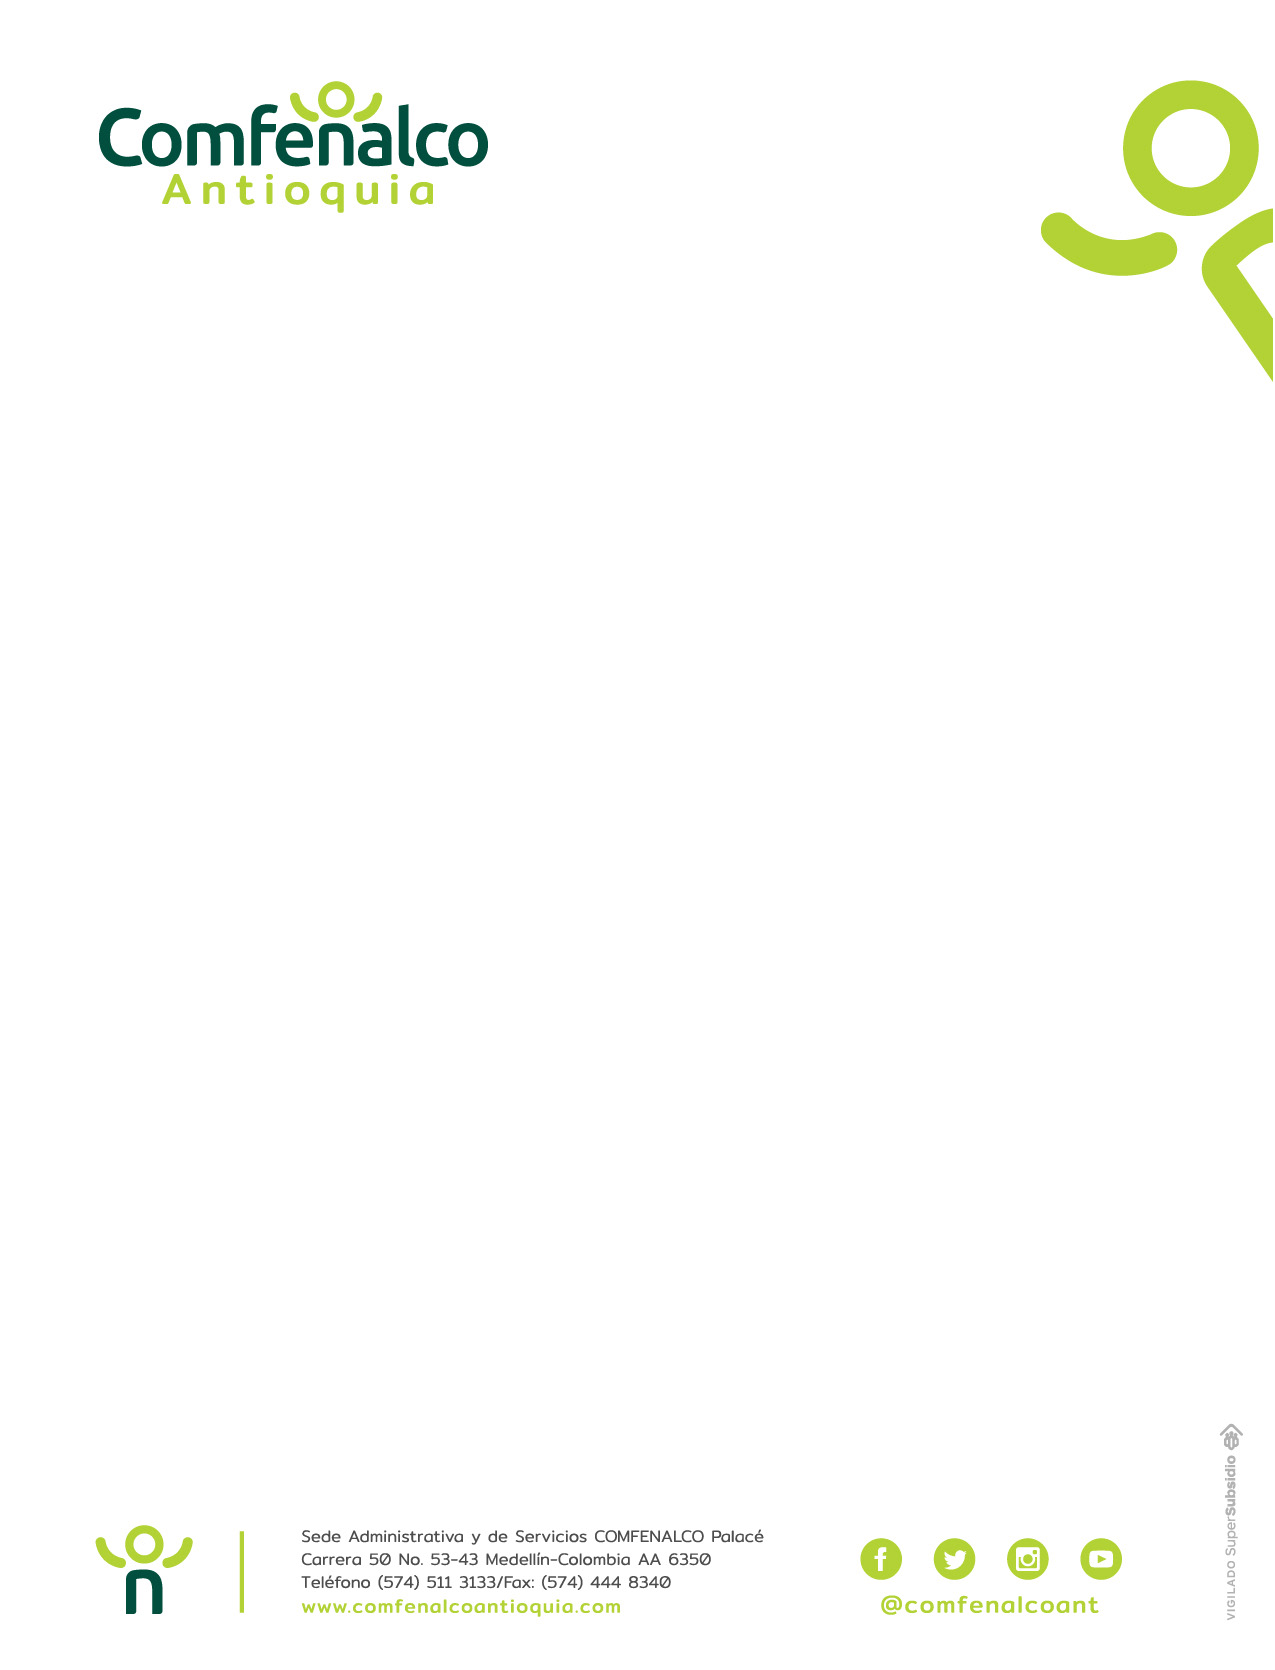 Comfenalco
Antioquia
VIGILADO SuperSubsidio
Sede Administrativa y de Servicios COMFENALCO Palacé
Carrera 50 No. 53-43 Medellín-Colombia AA 6350
Teléfono (574) 511 3133/Fax: (574) 444 8340
www.comfenalcoantioquia.com
@comfenalcoant